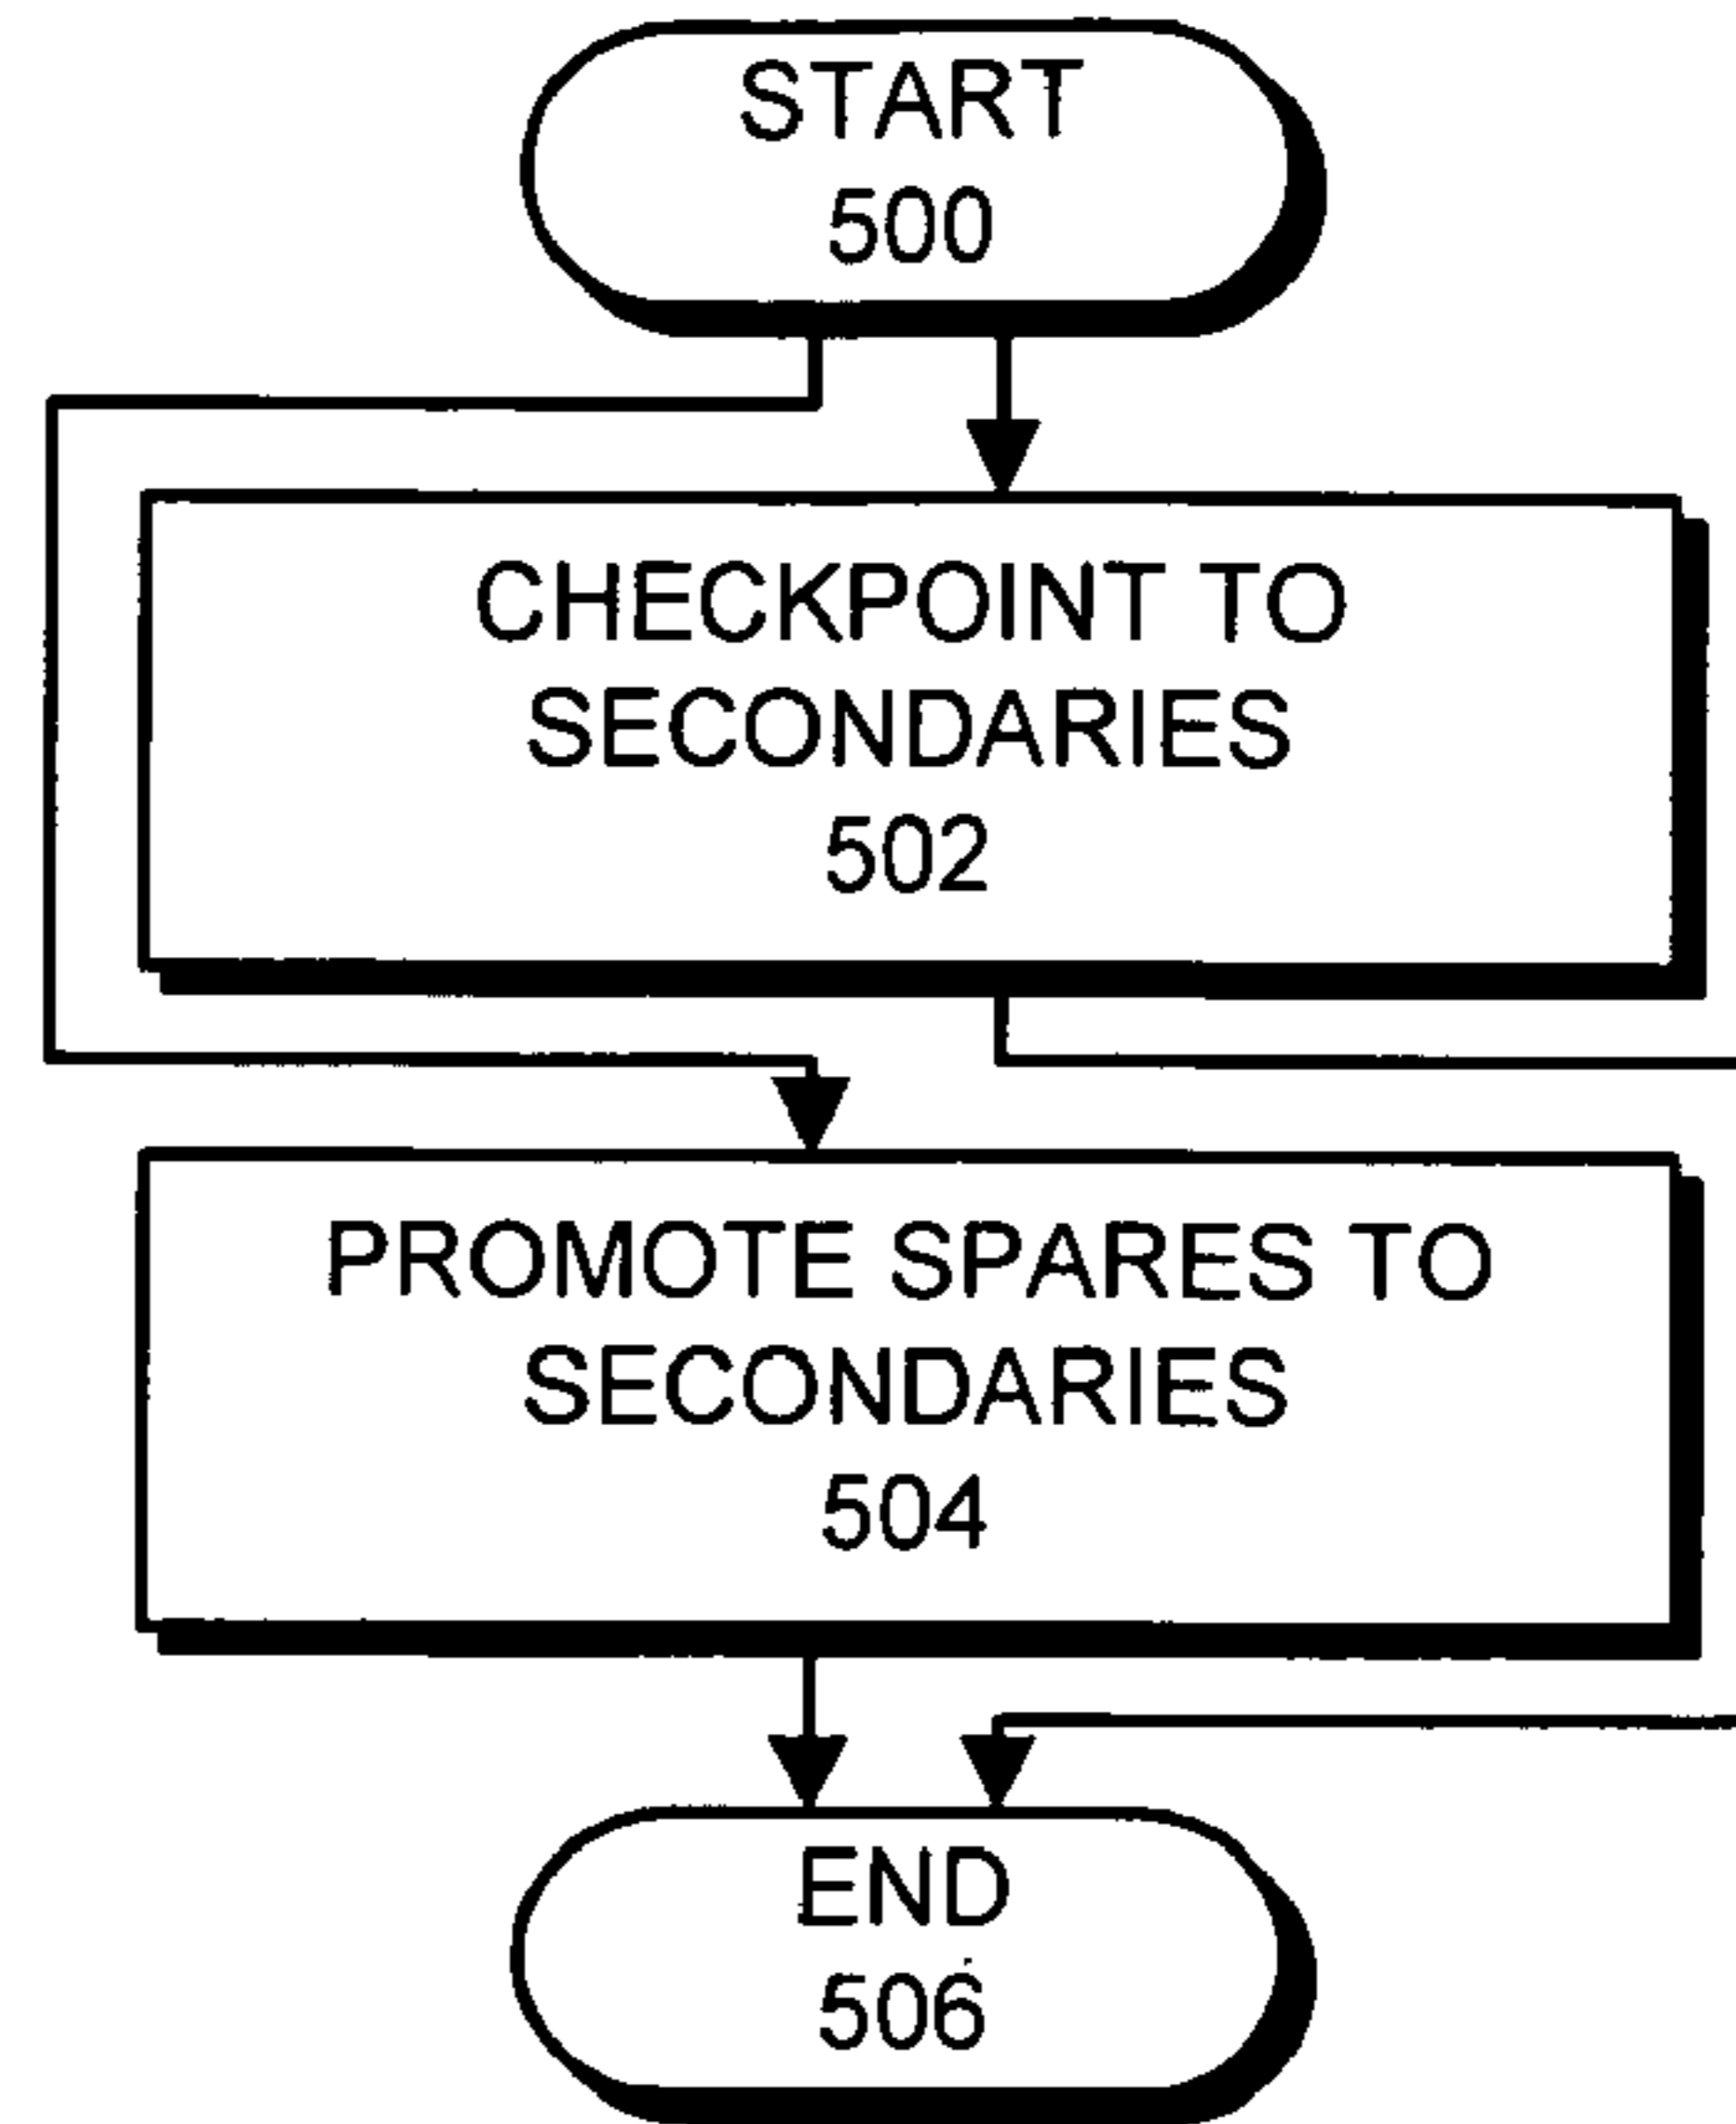 START
500
CHECKPOINT TO
SECONDARIES
502
PROMOTE SPARES TO
SECONDARIES
504
END
506